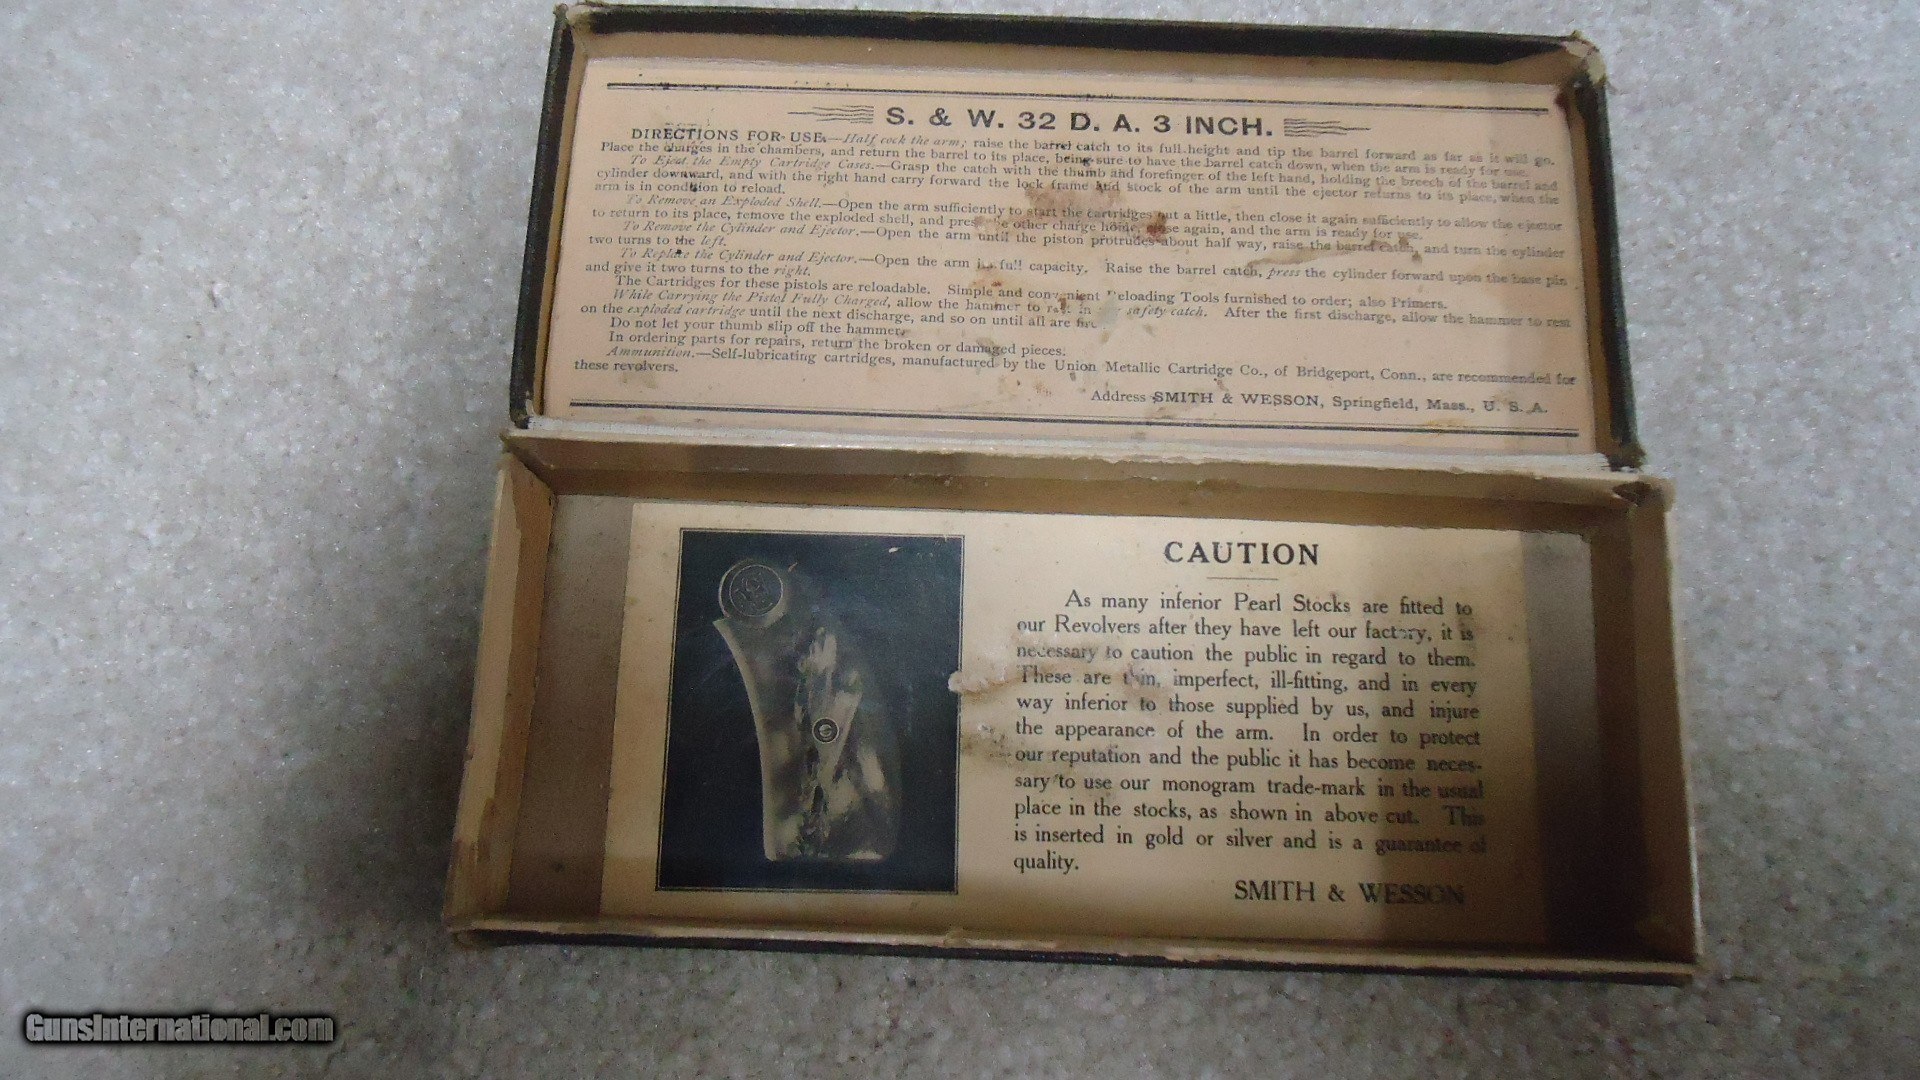 S. & W. 32 D. A. 3 INCH.
DIRECTIONS FOR USE.—Half cock the arm; raise the barrel catch to its full height and tip the barrel forward as far as it will go.
Place the charges in the chambers, and return the barrel to its place, being sure to have the barrel catch down, when the arm is ready for use.
To Eject the Empty Cartridge Cases.—Grasp the catch with the thumb and forefinger of the left hand, holding the breech of the barrel and
cylinder downward, and with the right hand carry forward the lock frame and stock of the arm until the ejector returns to its place, when the
arm is in condition to reload.
To Remove an Exploded Shell.—Open the arm sufficiently to start the cartridges out a little, then close it again sufficiently to allow the ejector
to return to its place, remove the exploded shell, and press the other charge home, close again, and the arm is ready for use.
To Remove the Cylinder and Ejector.—Open the arm until the piston protrudes about half way, raise the barrel catch, and turn the cylinder
two turns to the left.
To Replace the Cylinder and Ejector.—Open the arm its full capacity. Raise the barrel catch, press the cylinder forward upon the base pin
and give it two turns to the right.
The Cartridges for these pistols are reloadable. Simple and convenient Reloading Tools furnished to order; also Primers.
While Carrying the Pistol Fully Charged, allow the hammer to rest in safety catch. After the first discharge, allow the hammer to rest
on the exploded cartridge until the next discharge, and so on until all are fire
Do not let your thumb slip off the hammer.
In ordering parts for repairs, return the broken or damaged pieces.
Ammunition.—Self-lubricating cartridges, manufactured by the Union Metallic Cartridge Co., of Bridgeport, Conn., are recommended for
these revolvers.
Address SMITH & WESSON, Springfield, Mass., U. S. A.
CAUTION
As many inferior Pearl Stocks are fitted to
our Revolvers after they have left our factory, it is
necessary to caution the public in regard to them.
These are thin, imperfect, ill-fitting, and in every
way inferior to those supplied by us, and injure
the appearance of the arm. In order to protect
our reputation and the public it has become neces-
sary to use our monogram trade-mark in the usual
place in the stocks, as shown in above cut. This
is inserted in gold or silver and is a guarantee of
quality.
SMITH & WESSON
GunsInternational.com